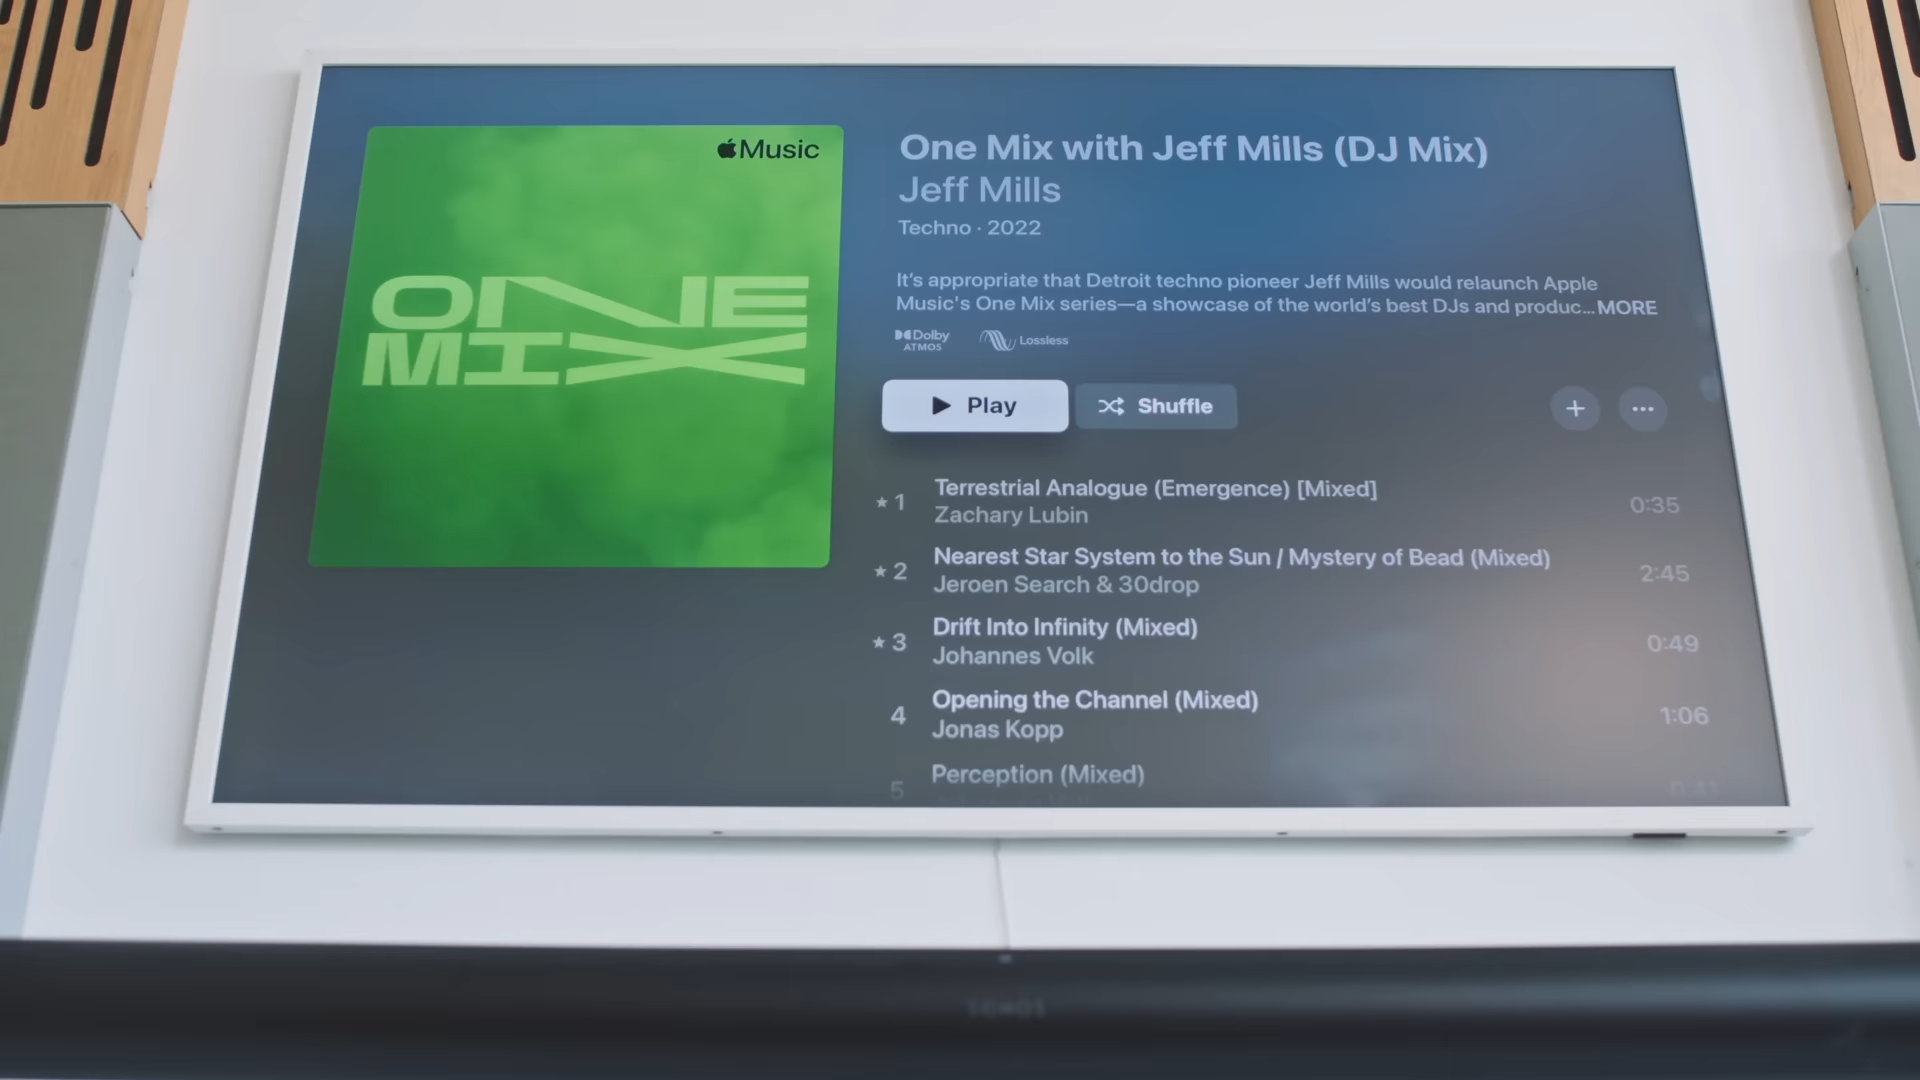 Music
ONE
MIX
One Mix with Jeff Mills (DJ Mix)
Jeff Mills
Techno · 2022
It's appropriate that Detroit techno pioneer Jeff Mills would relaunch Apple
Music's One Mix series—a showcase of the world's best DJs and produc... MORE
Dolby
ATMOS
Lossless
Play
Shuffle
★ 1 Terrestrial Analogue (Emergence) [Mixed] 0:35
Zachary Lubin
★ 2 Nearest Star System to the Sun / Mystery of Bead (Mixed) 2:45
Jeroen Search & 30drop
★ 3 Drift Into Infinity (Mixed) 0:49
Johannes Volk
4 Opening the Channel (Mixed) 1:06
Jonas Kopp
5 Perception (Mixed)